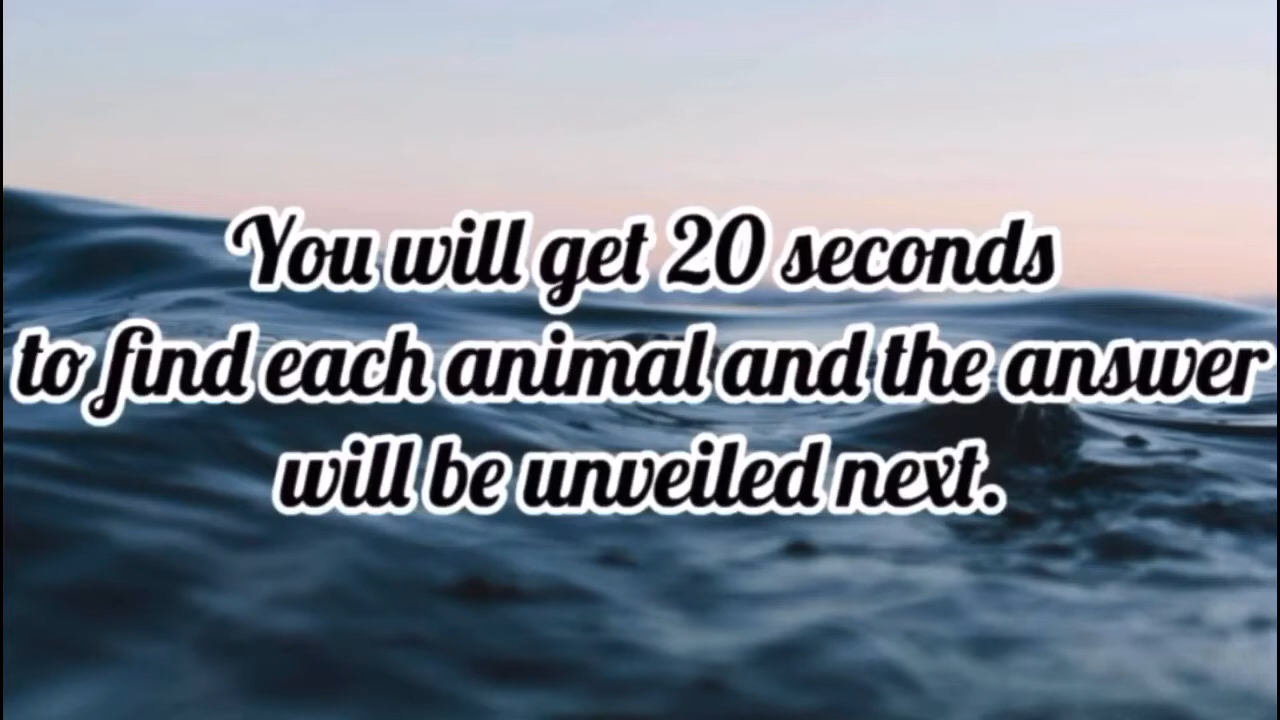 You will get 20 seconds
to find each animal and the answer
will be unveiled next.